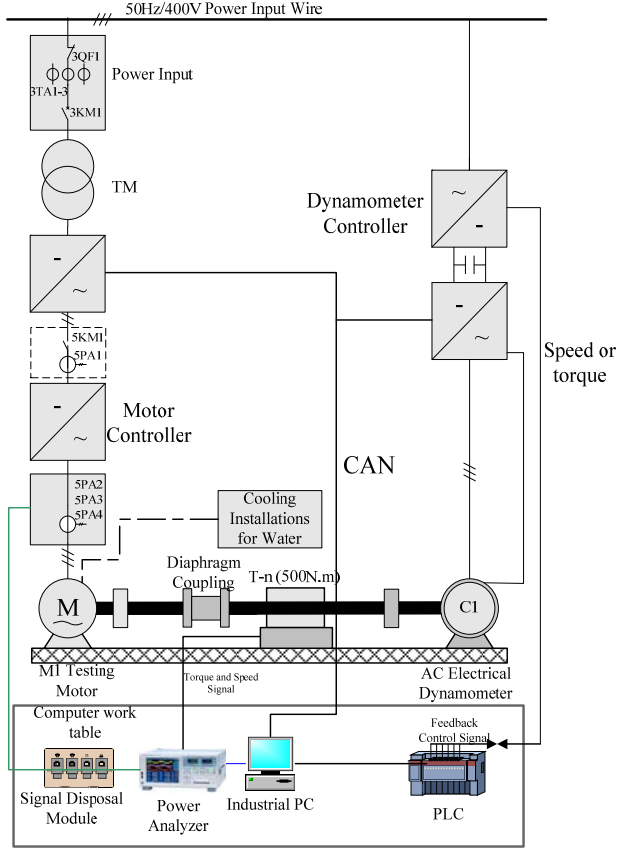 50Hz/400V Power Input Wire
3QF1
3TA1-3
3KM1
Power Input
TM
Dynamometer
Controller
~
-
-
~
-
~
5KM1
5PA1
Speed or
torque
-
~
Motor
Controller
CAN
5PA2
5PA3
5PA4
Cooling
Installations
for Water
Diaphragm
Coupling
T-n (500N.m)
M
~
C1
M1 Testing
Motor
Torque and Speed
Signal
AC Electrical
Dynamometer
Computer work
table
Feedback
Control Signal
Signal Disposal
Module
Power
Analyzer
Industrial PC
PLC